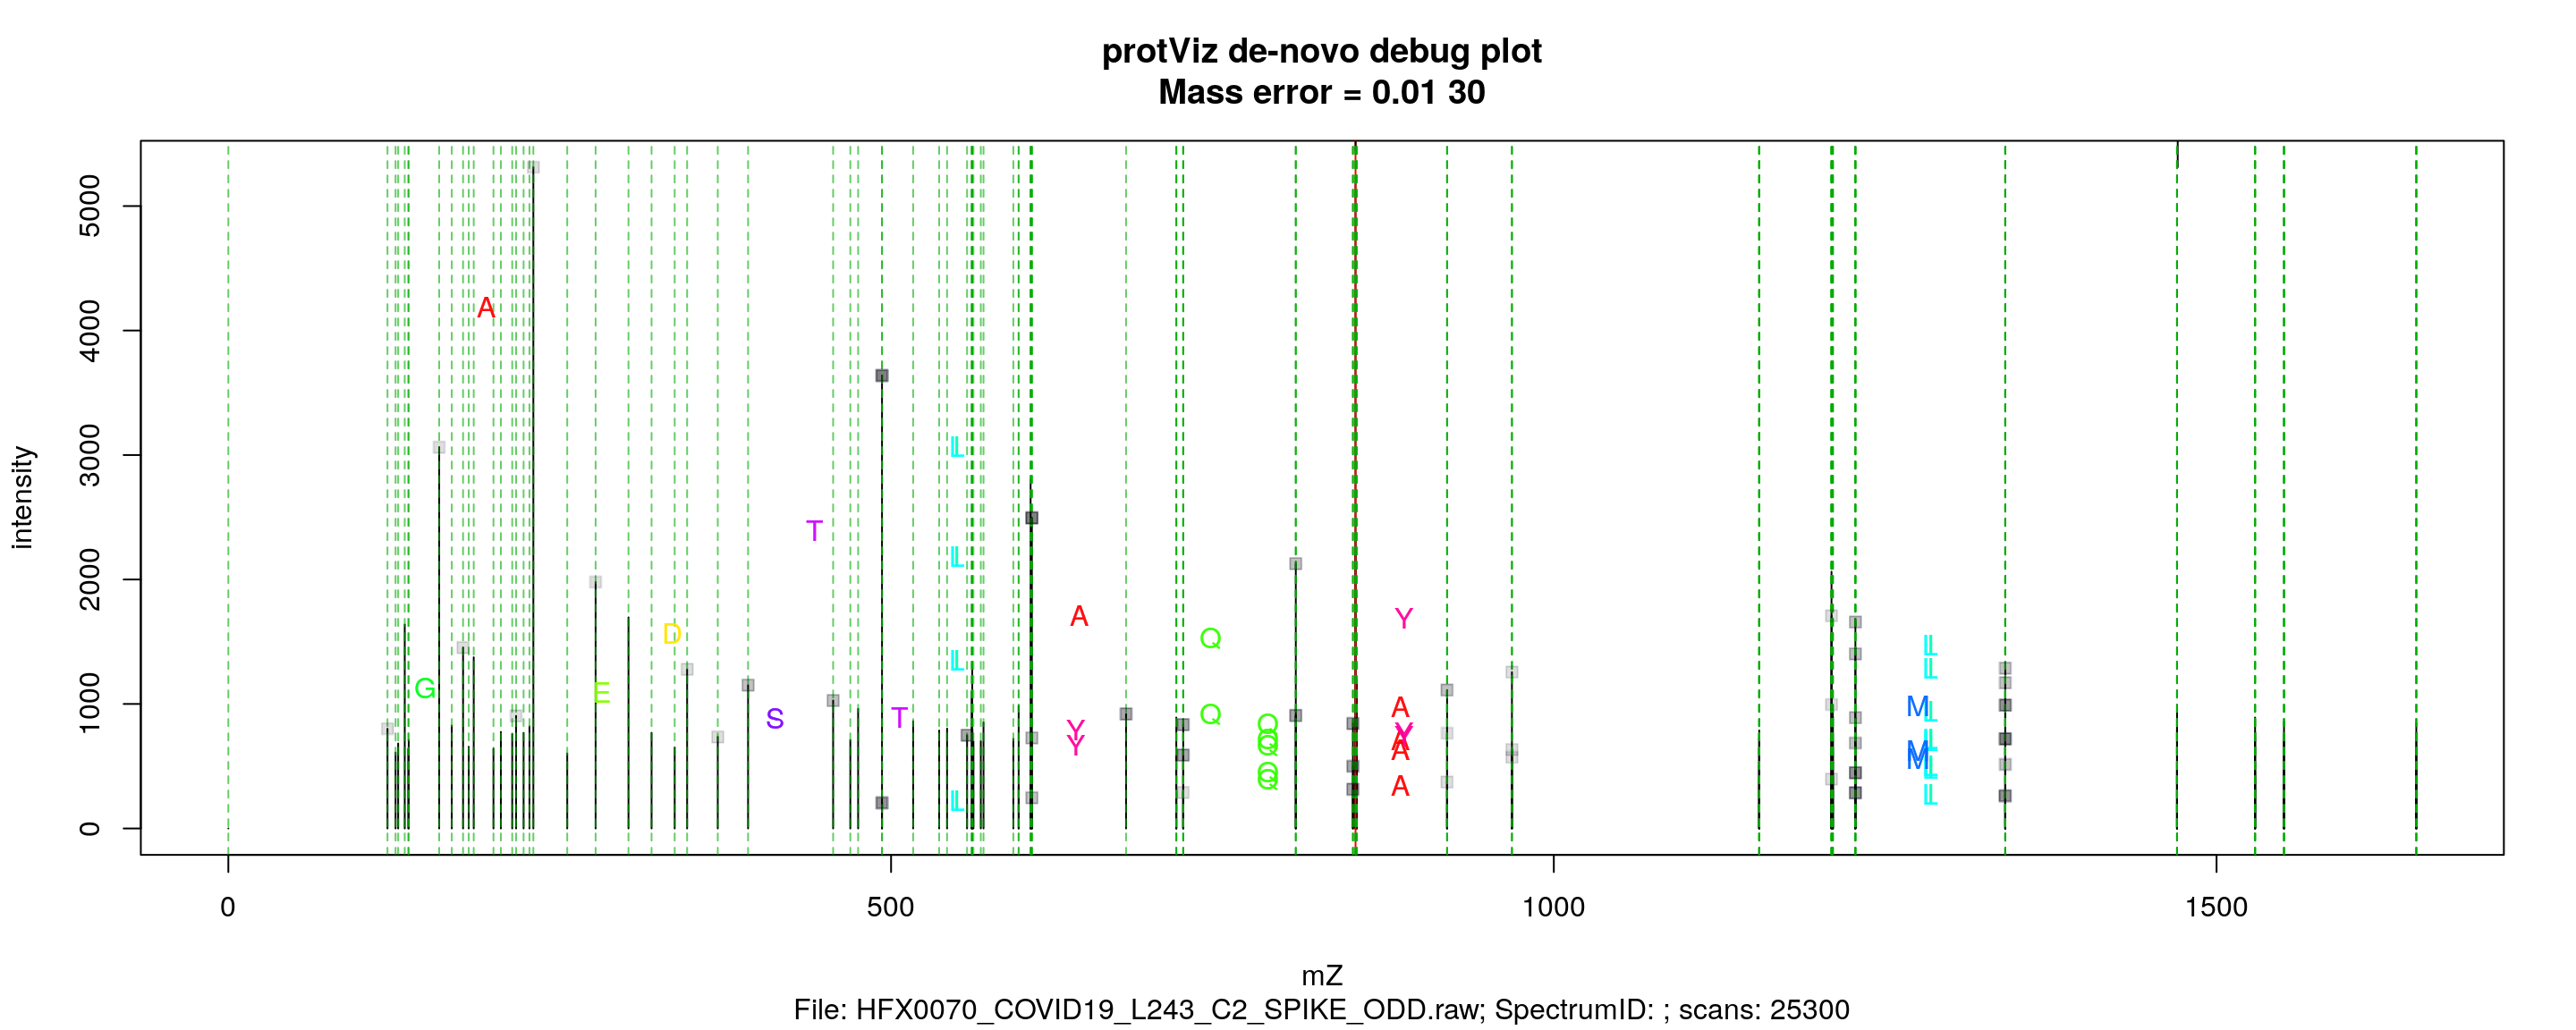 protViz de-novo debug plot
Mass error = 0.01 30
intensity
5000
4000
3000
2000
1000
0
A
G
E
D
S
T
T
L
L
L
L
A
Y
Y
Q
Q
Q
Q
Q
Q
Q
Y
A
Y
Y
A
A
A
M
M
M
L
L
L
L
L
L
0
500
1000
1500
mZ
File: HFX0070_COVID19_L243_C2_SPIKE_ODD.raw; SpectrumID: ; scans: 25300